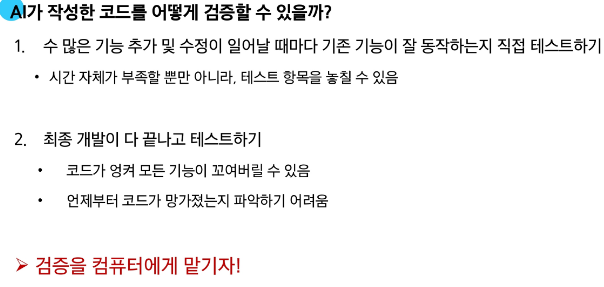 AI가 작성한 코드를 어떻게 검증할 수 있을까?
1. 수 많은 기능 추가 및 수정이 일어날 때마다 기존 기능이 잘 동작하는지 직접 테스트하기
• 시간 자체가 부족할 뿐만 아니라, 테스트 항목을 놓칠 수 있음
2. 최종 개발이 다 끝나고 테스트하기
• 코드가 엉켜 모든 기능이 꼬여버릴 수 있음
• 언제부터 코드가 망가졌는지 파악하기 어려움
➢ 검증을 컴퓨터에게 맡기자!